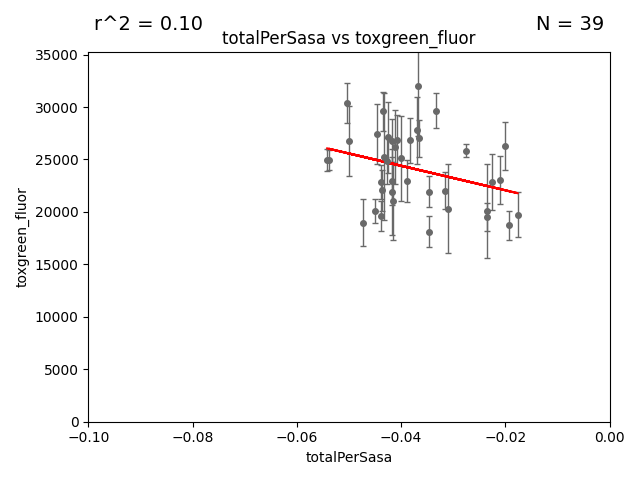 r^2 = 0.10
N = 39
totalPerSasa vs toxgreen_fluor
35000
30000
25000
20000
15000
10000
5000
0
toxgreen_fluor
−0.10
−0.08
−0.06
−0.04
−0.02
0.00
totalPerSasa